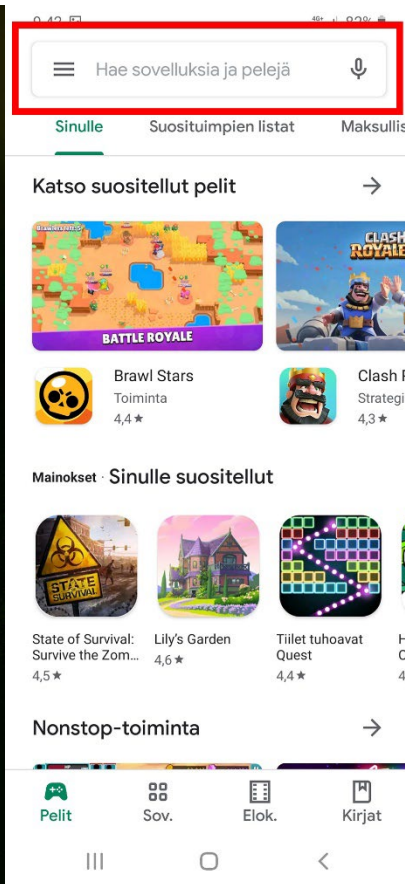 Hae sovelluksia ja pelejä
Sinulle Suosituimpien listat Maksullis
Katso suositellut pelit
CLASH
ROYALE
BATTLE ROYALE
Brawl Stars
Toiminta
4,4★
Clash R
Strategi
4,3★
Mainokset · Sinulle suositellut
STATE
SURVIVAL
State of Survival:
Survive the Zom...
4,5★
Lily's Garden
4,6★
Tiilet tuhoavat
Quest
4,4★
Nonstop-toiminta
Pelit Sov. Elok. Kirjat